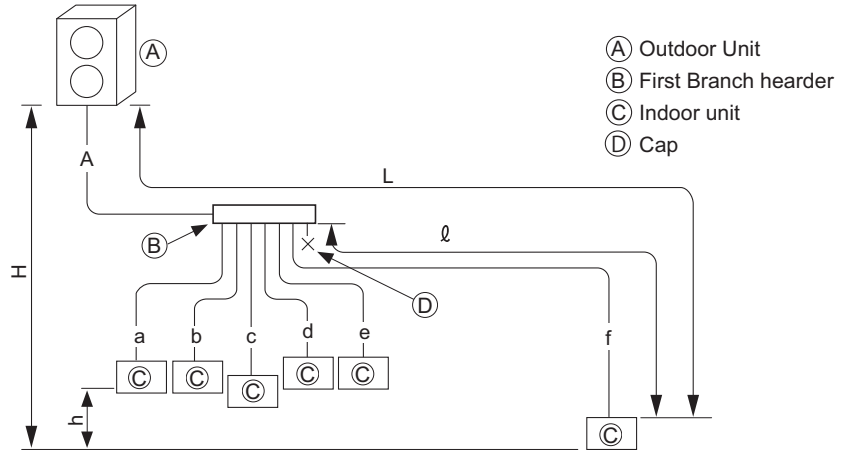 Ⓐ
Ⓐ Outdoor Unit
Ⓑ First Branch hearder
Ⓒ Indoor unit
Ⓓ Cap
A
L
Ⓑ
ℓ
H
Ⓓ
a
b
c
d
e
f
Ⓒ
Ⓒ
Ⓒ
Ⓒ
Ⓒ
h
Ⓒ